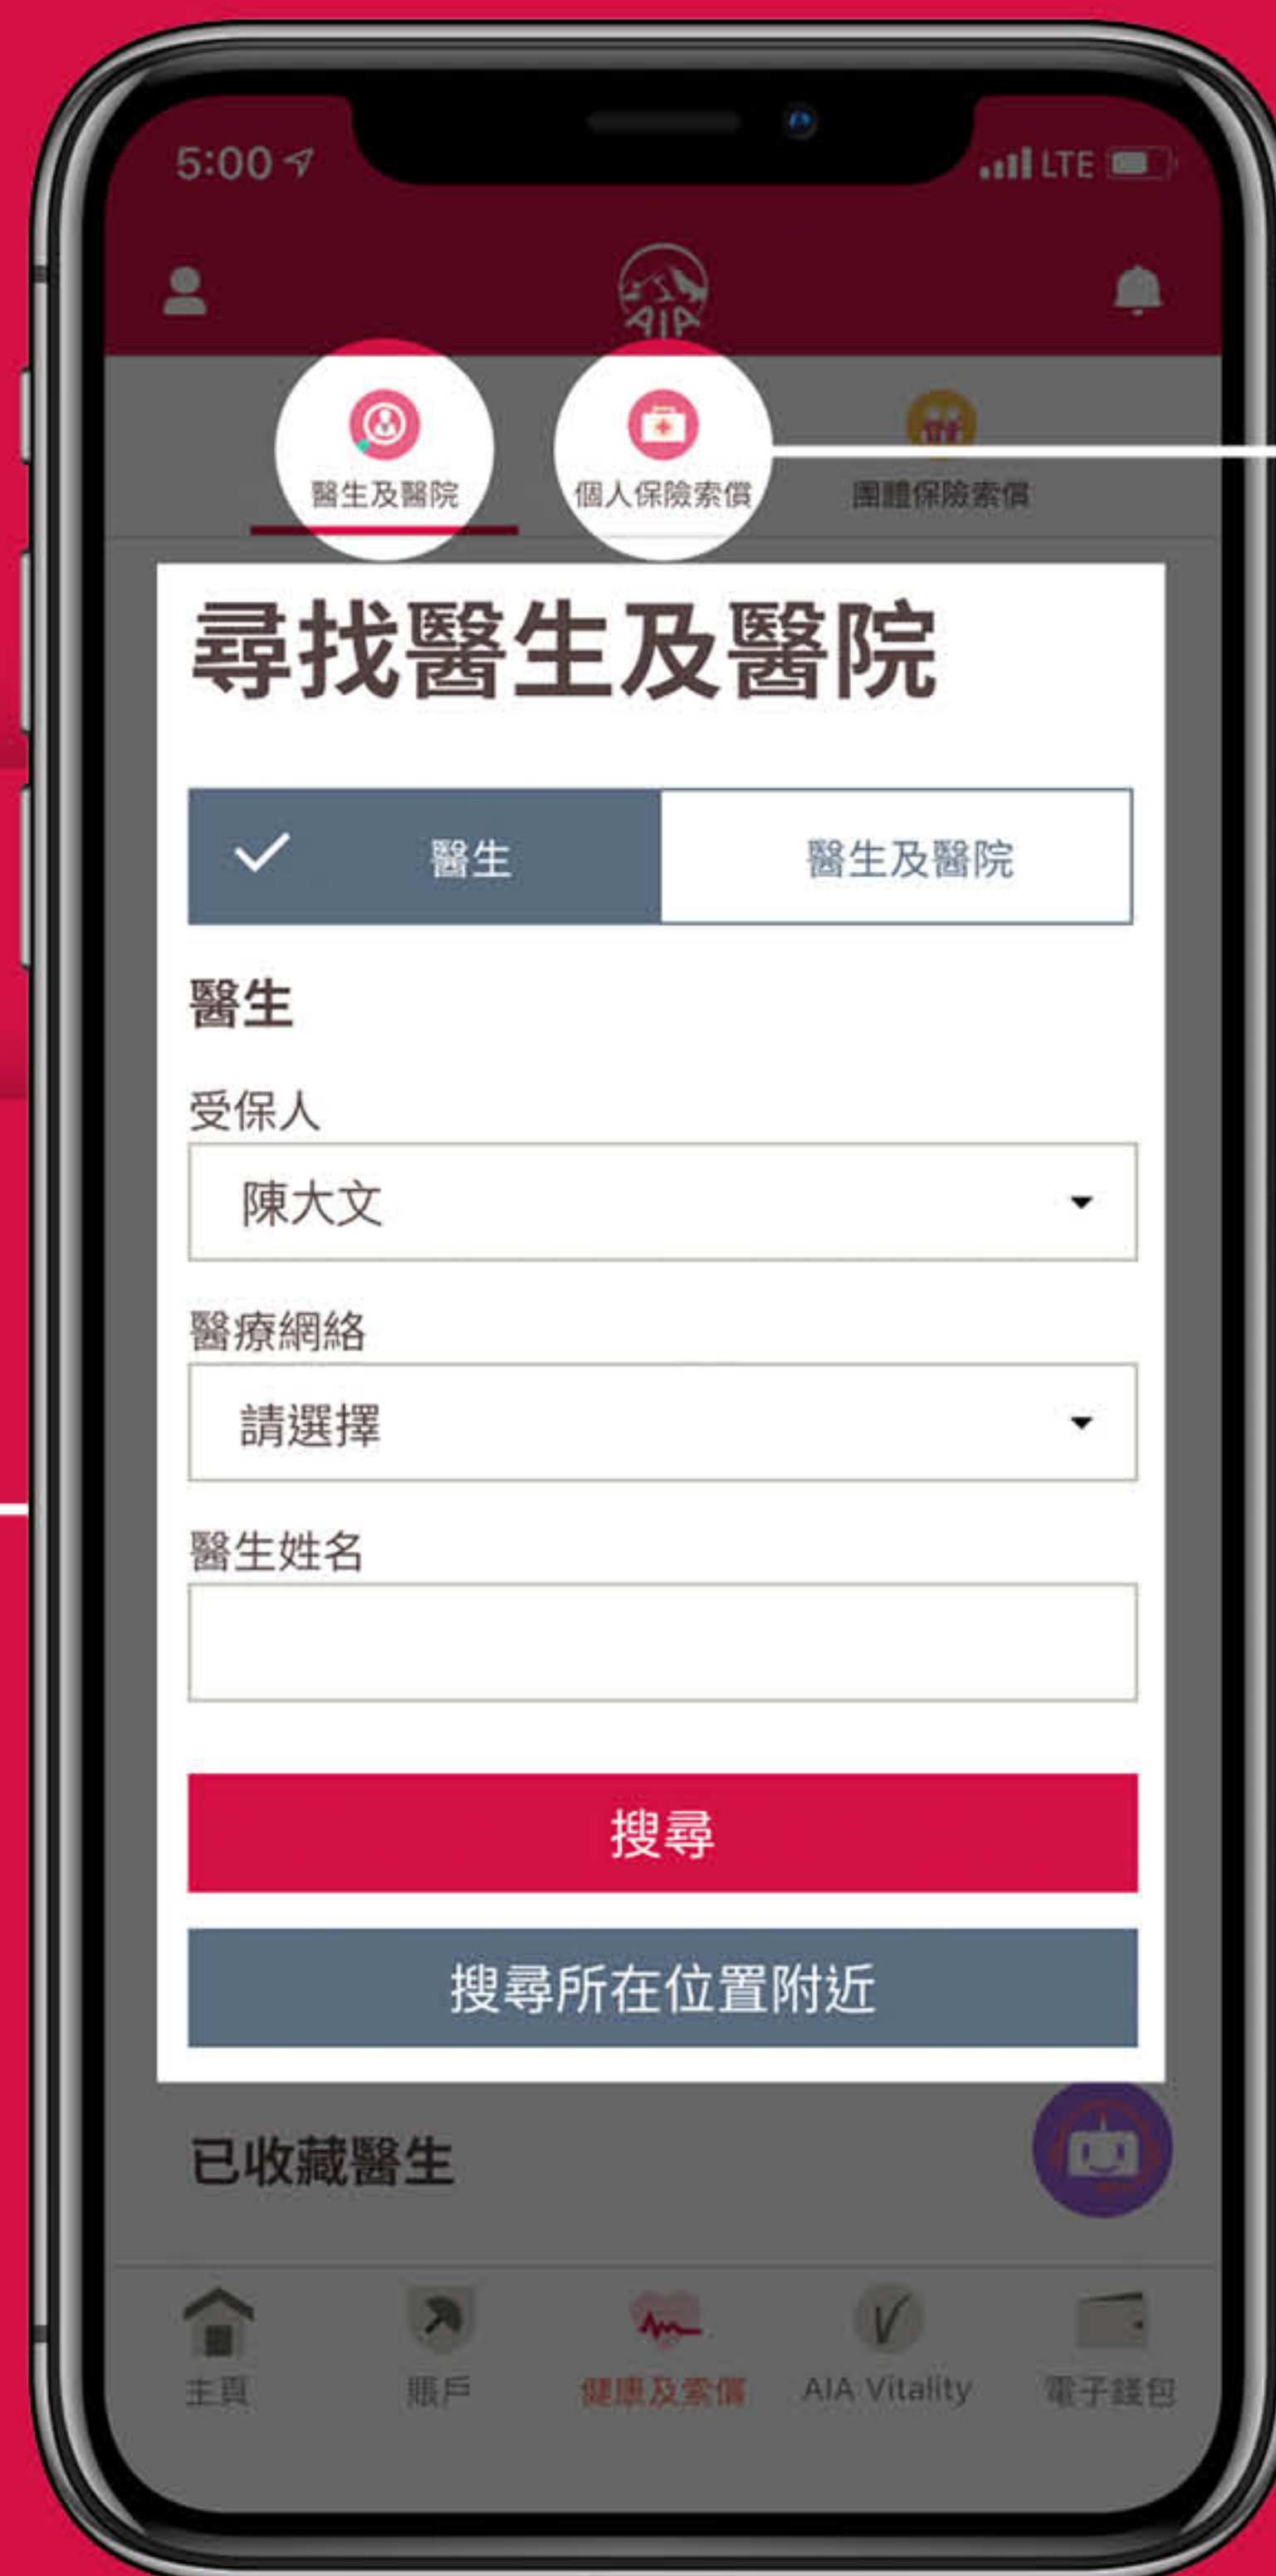 5:00
LTE
AIA
醫生及醫院
個人保險索償
團體保險索償
尋找醫生及醫院
醫生
醫生及醫院
醫生
受保人
陳大文
醫療網絡
請選擇
醫生姓名
搜尋
搜尋所在位置附近
已收藏醫生
主頁
賬戶
健康及索償
AIA Vitality
電子錢包